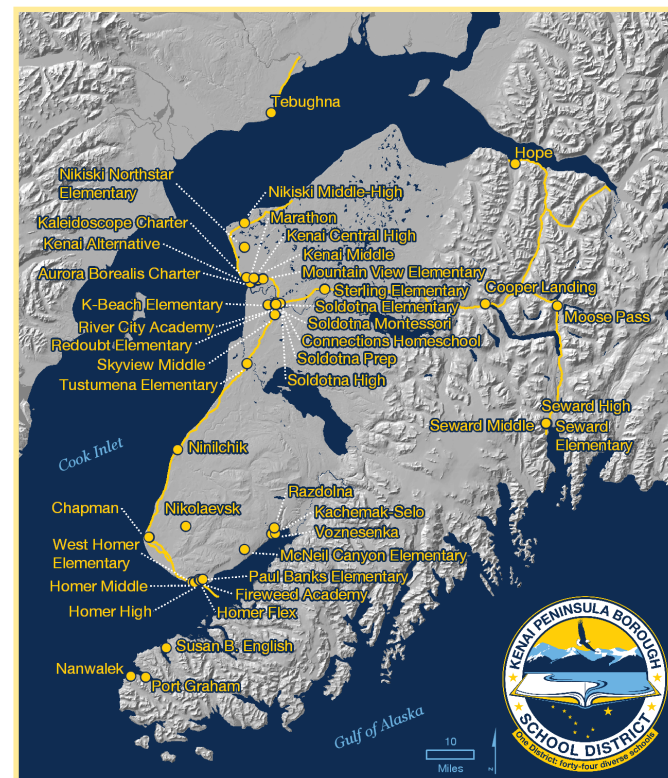 Tebughna
Hope
Nikiski Northstar
Elementary
Nikiski Middle-High
Kaleidoscope Charter
Marathon
Kenai Alternative
Kenai Central High
Kenai Middle
Aurora Borealis Charter
Mountain View Elementary
Sterling Elementary
Cooper Landing
K-Beach Elementary
Soldotna Elementary
Moose Pass
River City Academy
Soldotna Montessori
Redoubt Elementary
Connections Homeschool
Skyview Middle
Soldotna Prep
Tustumena Elementary
Soldotna High
Seward High
Seward Middle
Seward
Elementary
Cook Inlet
Ninilchik
Razdolna
Chapman
Nikolaevsk
Kachemak-Selo
Voznesenka
West Homer
Elementary
McNeil Canyon Elementary
Homer Middle
Paul Banks Elementary
Fireweed Academy
Homer High
Homer Flex
Susan B. English
Nanwalek
Port Graham
Gulf of Alaska
10
Miles
N
KENAI PENINSULA BOROUGH
SCHOOL DISTRICT
One District: forty-four diverse schools